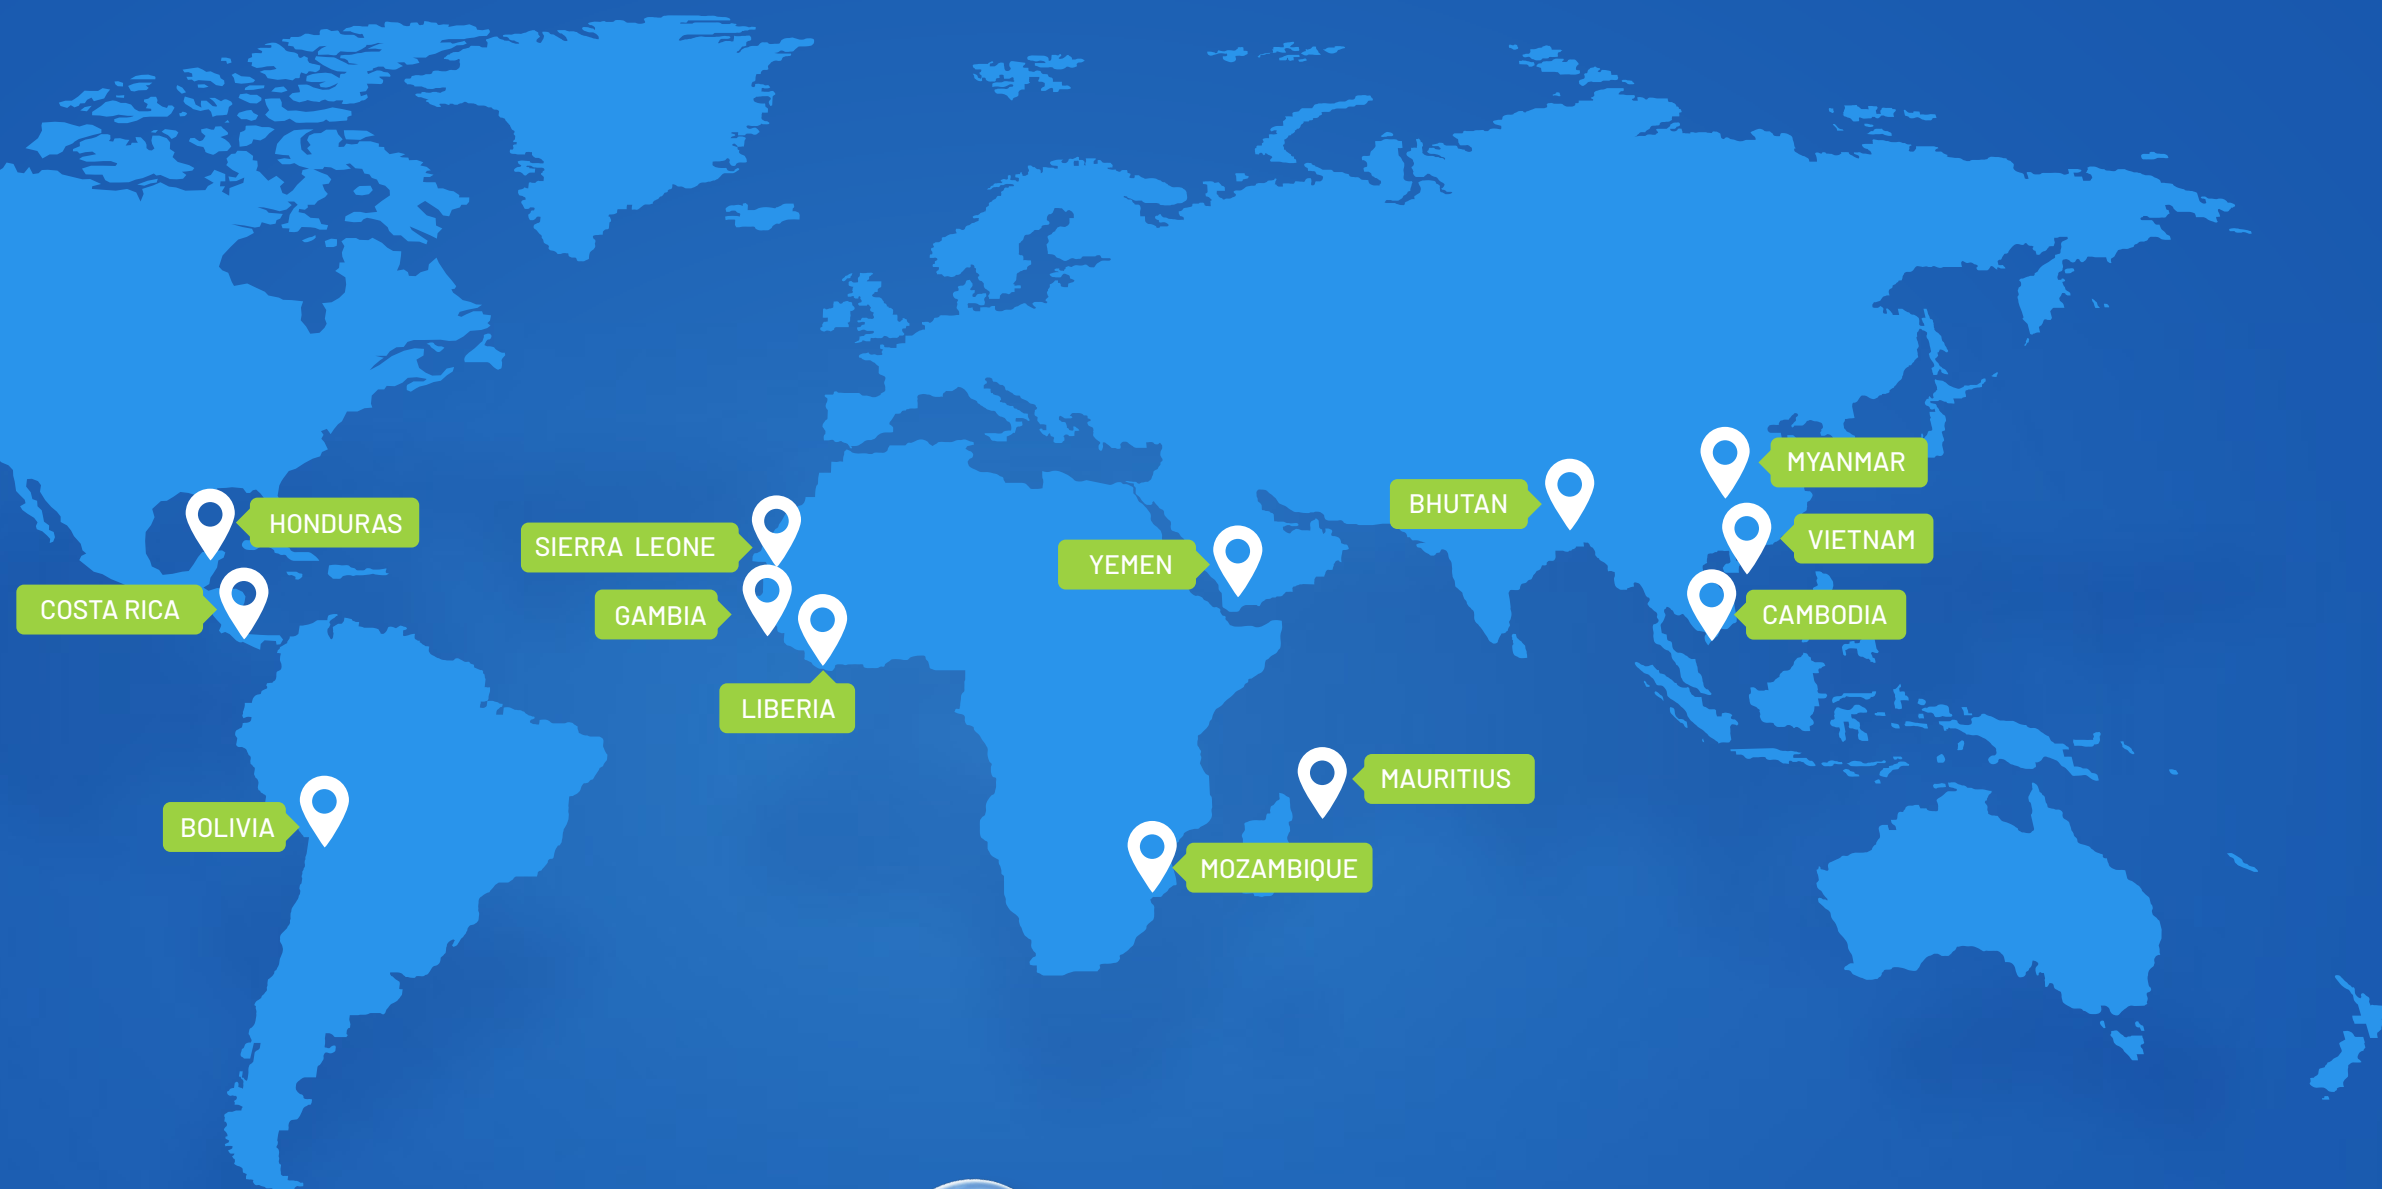 MYANMAR
BHUTAN
HONDURAS
VIETNAM
SIERRA LEONE
YEMEN
COSTA RICA
GAMBIA
CAMBODIA
LIBERIA
MAURITIUS
BOLIVIA
MOZAMBIQUE